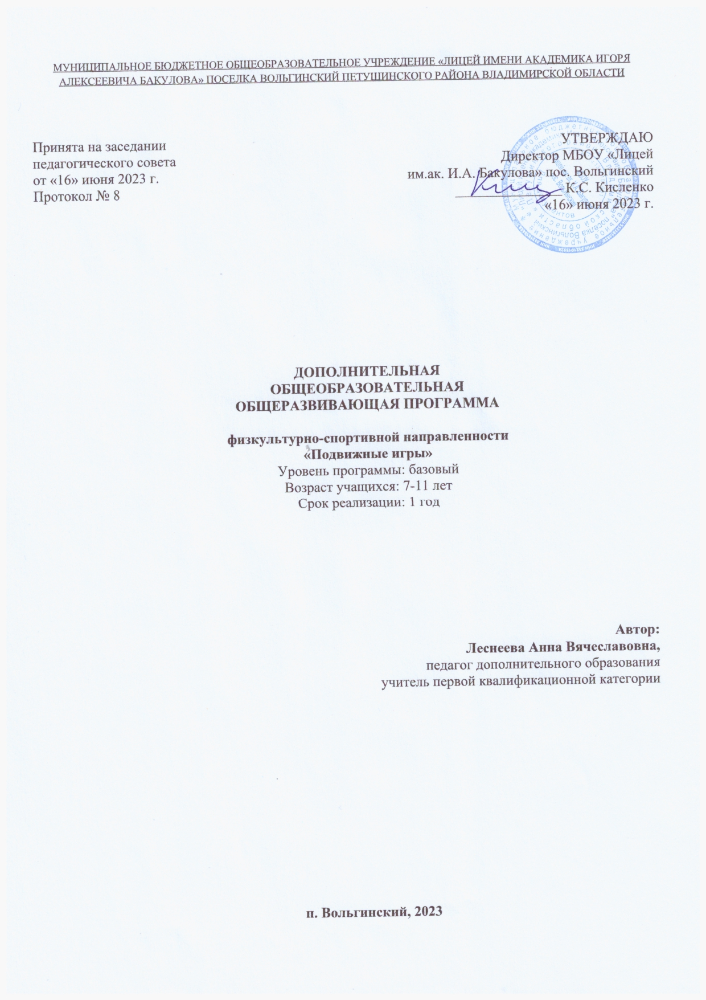 МУНИЦИПАЛЬНОЕ БЮДЖЕТНОЕ ОБЩЕОБРАЗОВАТЕЛЬНОЕ УЧРЕЖДЕНИЕ «ЛИЦЕЙ ИМЕНИ АКАДЕМИКА ИГОРЯ
АЛЕКСЕЕВИЧА БАКУЛОВА» ПОСЕЛКА ВОЛЬГИНСКИЙ ПЕТУШИНСКОГО РАЙОНА ВЛАДИМИРСКОЙ ОБЛАСТИ
Принята на заседании
педагогического совета
от «16» июня 2023 г.
Протокол № 8
УТВЕРЖДАЮ
Директор МБОУ «Лицей
им.ак. И.А. Бакулова» пос. Вольгинский
К.С. Кисленко
«16» июня 2023 г.
ДОПОЛНИТЕЛЬНАЯ
ОБЩЕОБРАЗОВАТЕЛЬНАЯ
ОБЩЕРАЗВИВАЮЩАЯ ПРОГРАММА
физкультурно-спортивной направленности
«Подвижные игры»
Уровень программы: базовый
Возраст учащихся: 7-11 лет
Срок реализации: 1 год
Автор:
Леснеева Анна Вячеславовна,
педагог дополнительного образования
учитель первой квалификационной категории
п. Вольгинский, 2023